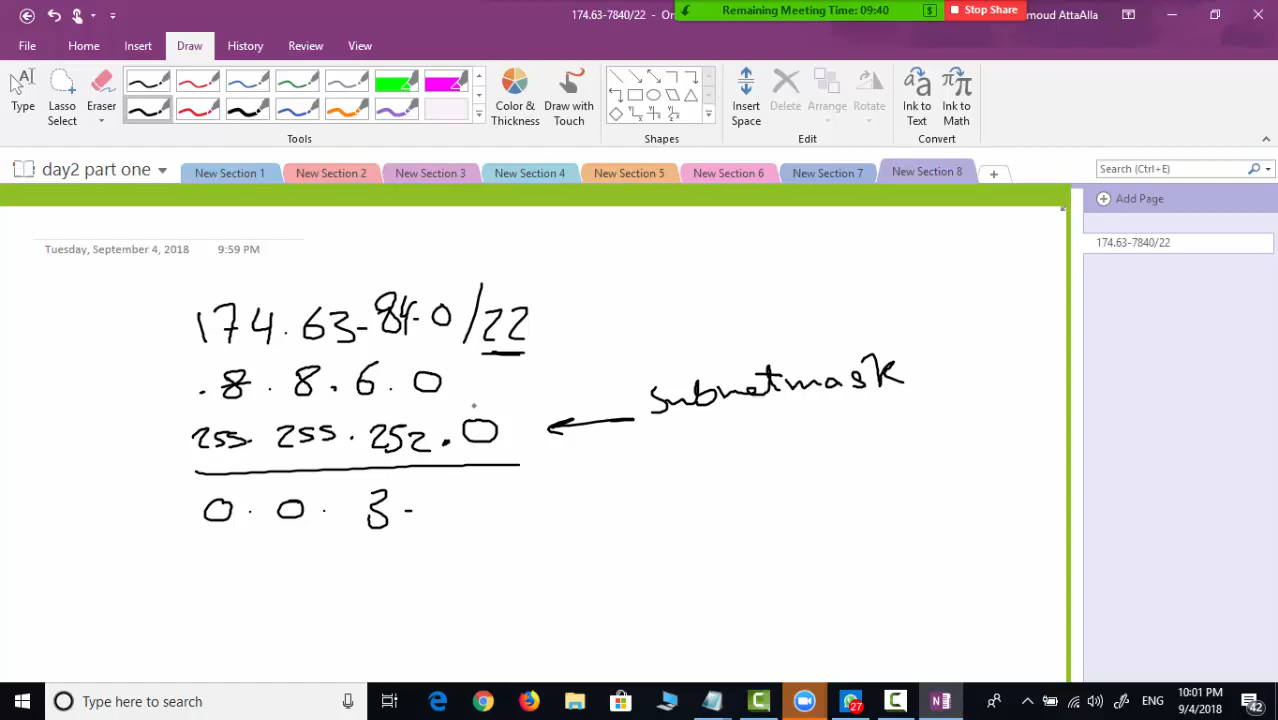 174.63-7840/22 - Or
Remaining Meeting Time: 09:40
$
Stop Share
moud AttaAlla
File Home Insert Draw History Review View
Type
Lasso Select
Eraser
Color & Thickness
Draw with Touch
Insert Space
Delete
Arrange
Rotate
Ink to Text
Ink to Math
Tools
Shapes
Edit
Convert
day2 part one
New Section 1
New Section 2
New Section 3
New Section 4
New Section 5
New Section 6
New Section 7
New Section 8
Search (Ctrl+E)
Add Page
174.63-7840/22
Tuesday, September 4, 2018 9:59 PM
174.63-84.0/22
.8.8.6.0
255.255.252.0
subnetmask
0.0.3-
Type here to search
27
ENG
10:01 PM
9/4/2018
42